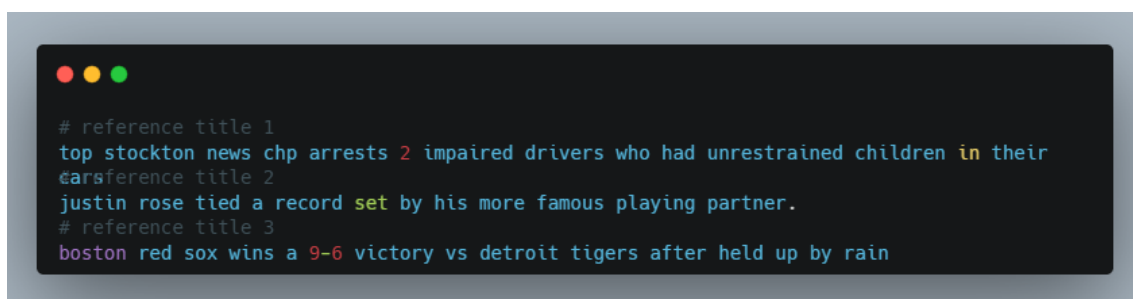 # reference title 1
top stockton news chp arrests 2 impaired drivers who had unrestrained children in their
cars
# reference title 2
justin rose tied a record set by his more famous playing partner.
# reference title 3
boston red sox wins a 9-6 victory vs detroit tigers after held up by rain